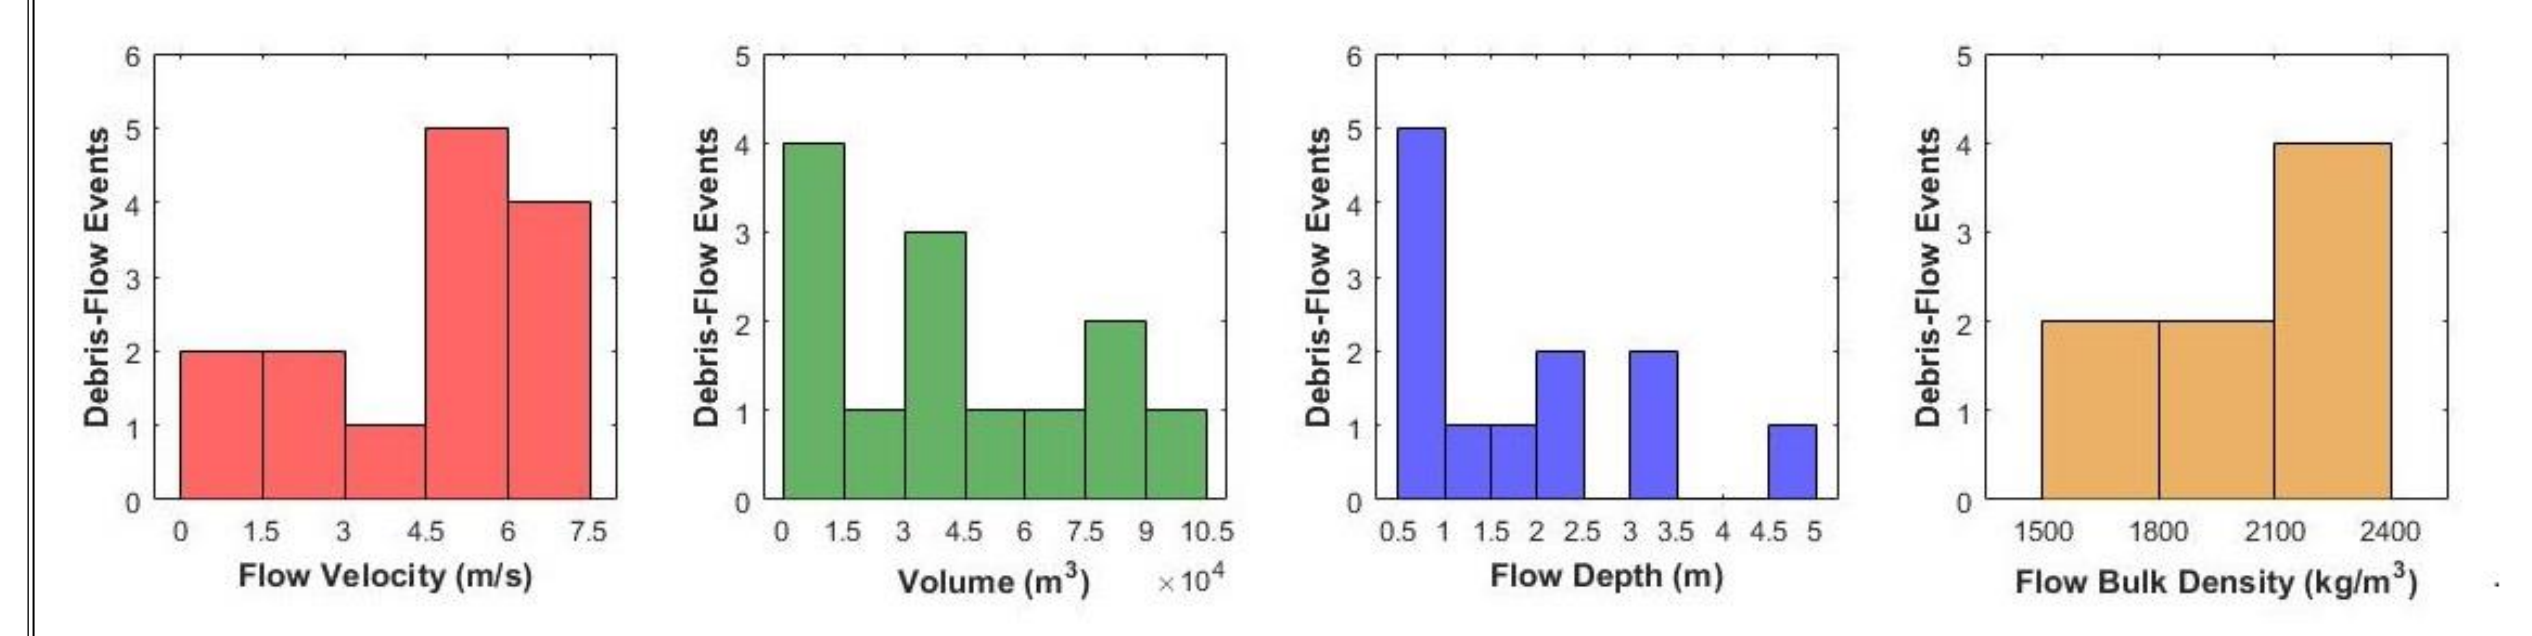 6
5
4
3
2
1
0
Debris-Flow Events
0 1.5 3 4.5 6 7.5
Flow Velocity (m/s)
5
4
3
2
1
0
Debris-Flow Events
0 1.5 3 4.5 6 7.5 9 10.5
Volume (m³) ×10⁴
6
5
4
3
2
1
0
Debris-Flow Events
0.5 1 1.5 2 2.5 3 3.5 4 4.5 5
Flow Depth (m)
5
4
3
2
1
0
Debris-Flow Events
1500 1800 2100 2400
Flow Bulk Density (kg/m³)